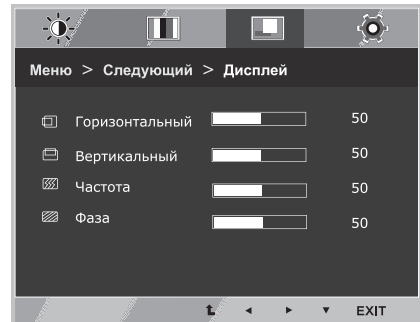 Меню > Следующий > Дисплей
Горизонтальный 50
Вертикальный 50
Частота 50
Фаза 50
EXIT